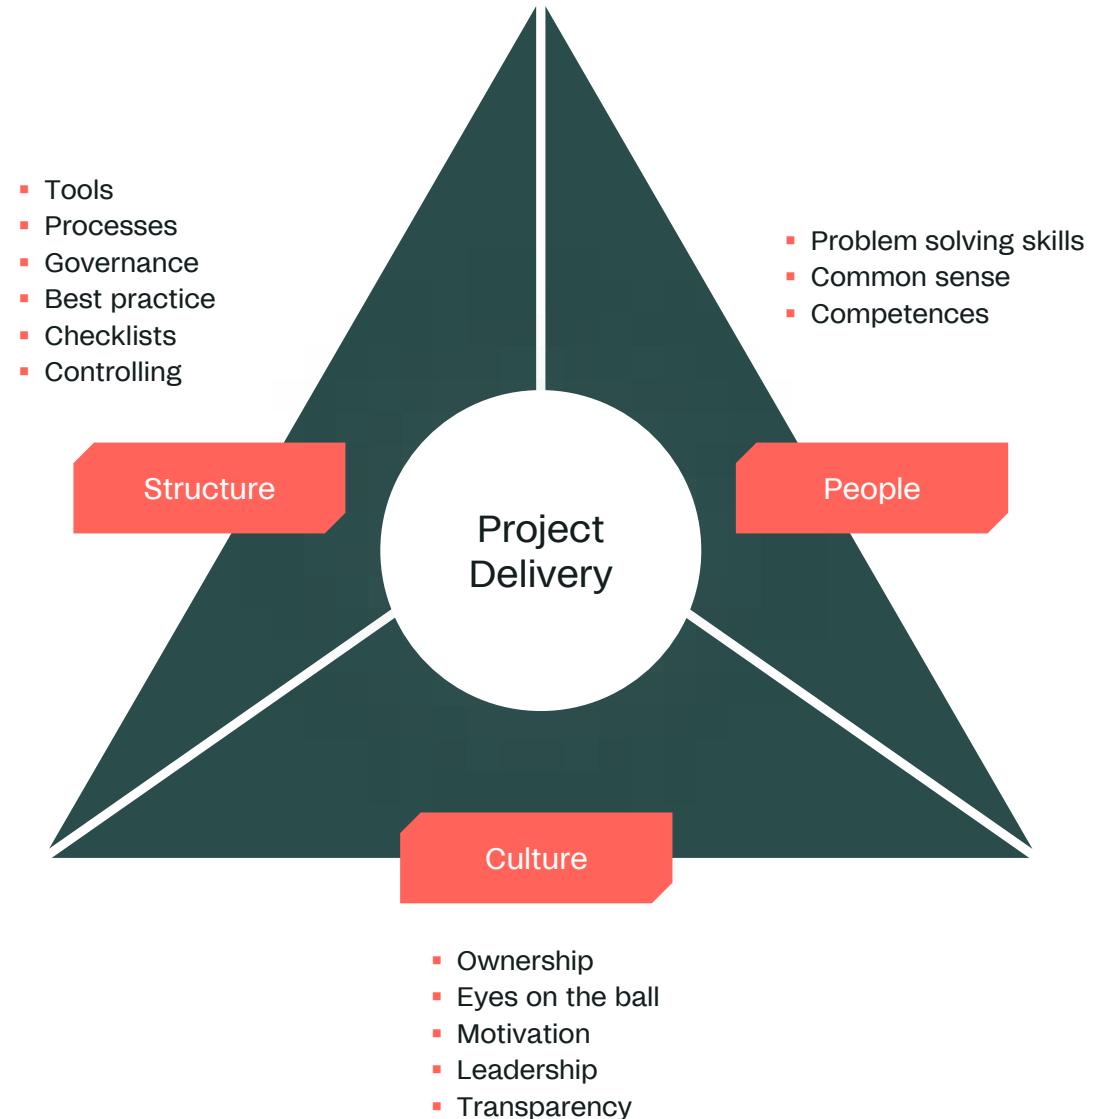 Tools
Processes
Governance
Best practice
Checklists
Controlling
Problem solving skills
Common sense
Competences
Structure
People
Project
Delivery
Culture
Ownership
Eyes on the ball
Motivation
Leadership
Transparency